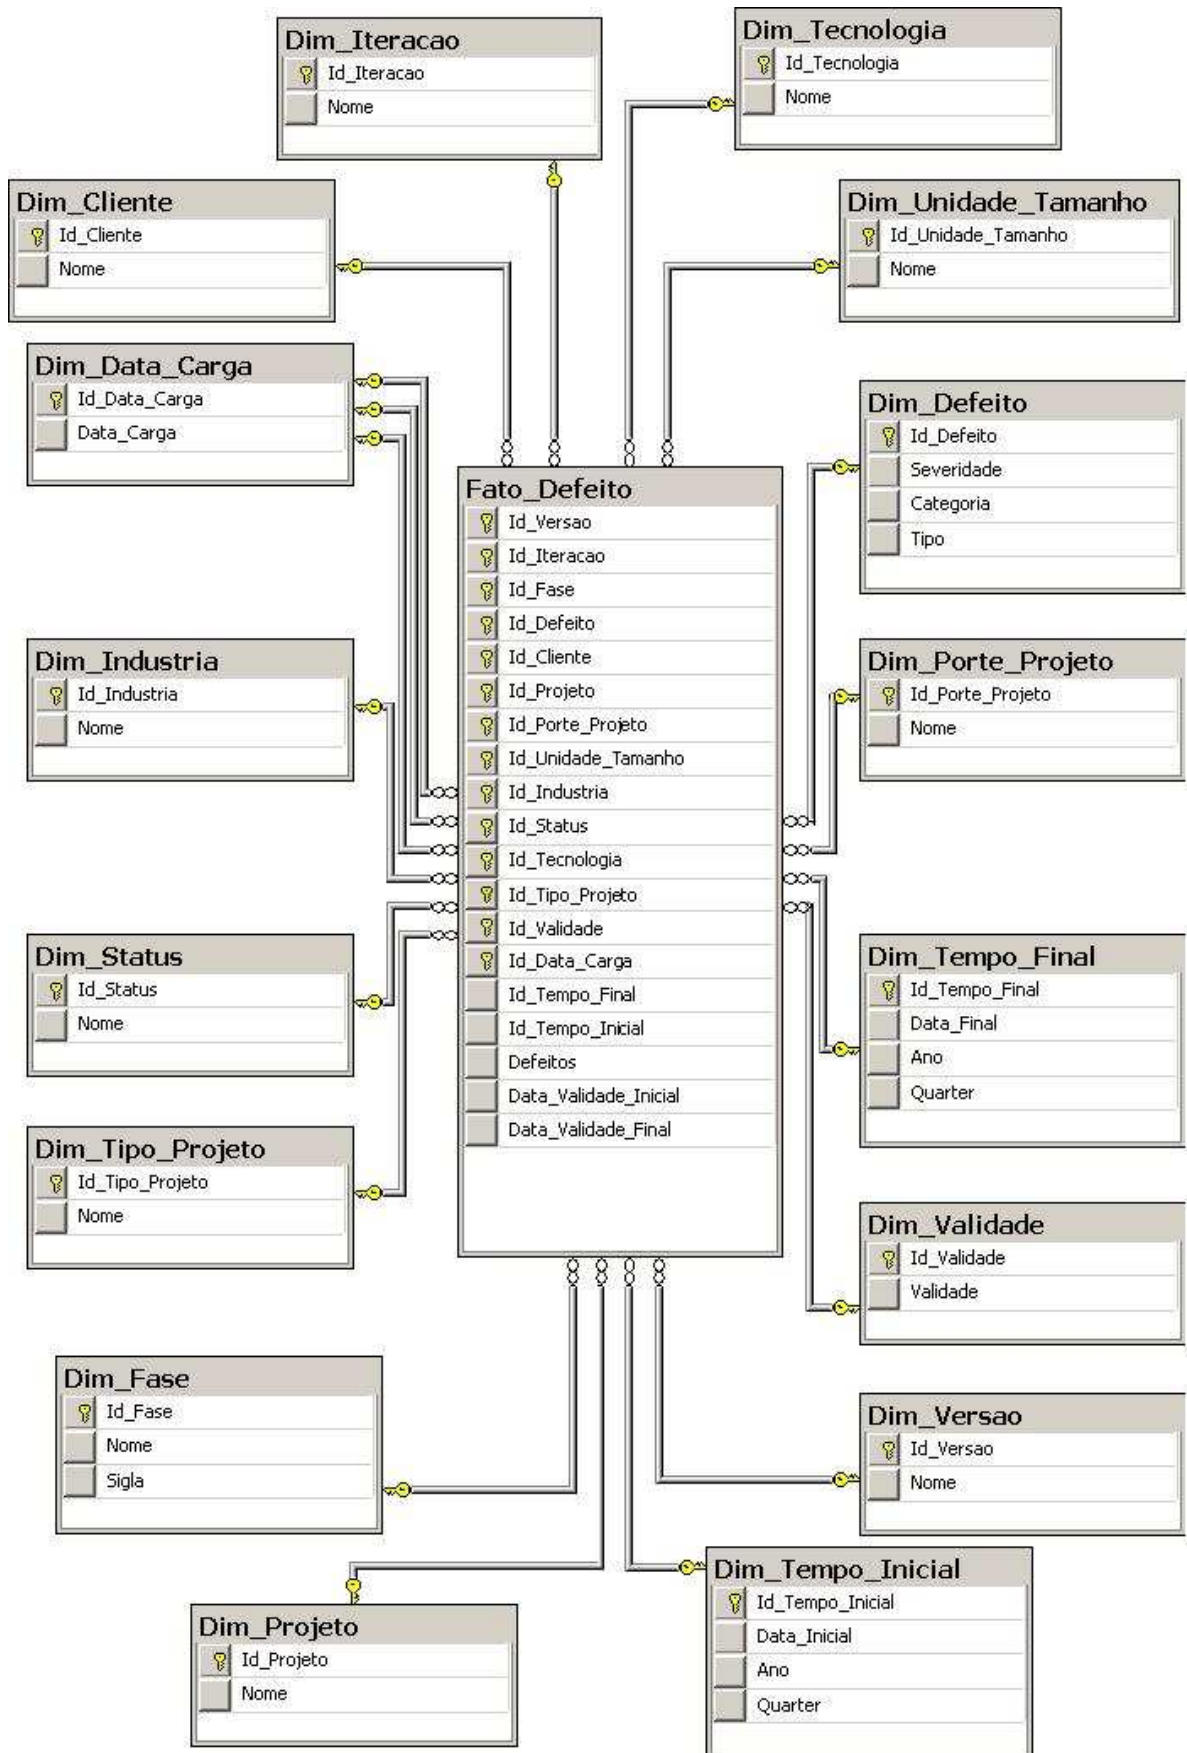 Dim_Iteracao
Id_Iteracao
Nome
Dim_Tecnologia
Id_Tecnologia
Nome
Dim_Cliente
Id_Cliente
Nome
Dim_Unidade_Tamanho
Id_Unidade_Tamanho
Nome
Dim_Data_Carga
Id_Data_Carga
Data_Carga
Dim_Defeito
Id_Defeito
Severidade
Categoria
Tipo
Fato_Defeito
Id_Versao
Id_Iteracao
Id_Fase
Id_Defeito
Id_Cliente
Id_Projeto
Id_Porte_Projeto
Id_Unidade_Tamanho
Id_Industria
Id_Status
Id_Tecnologia
Id_Tipo_Projeto
Id_Validade
Id_Data_Carga
Id_Tempo_Final
Id_Tempo_Inicial
Defeitos
Data_Validade_Inicial
Data_Validade_Final
Dim_Industria
Id_Industria
Nome
Dim_Porte_Projeto
Id_Porte_Projeto
Nome
Dim_Status
Id_Status
Nome
Dim_Tempo_Final
Id_Tempo_Final
Data_Final
Ano
Quarter
Dim_Tipo_Projeto
Id_Tipo_Projeto
Nome
Dim_Validade
Id_Validade
Validade
Dim_Fase
Id_Fase
Nome
Sigla
Dim_Versao
Id_Versao
Nome
Dim_Projeto
Id_Projeto
Nome
Dim_Tempo_Inicial
Id_Tempo_Inicial
Data_Inicial
Ano
Quarter